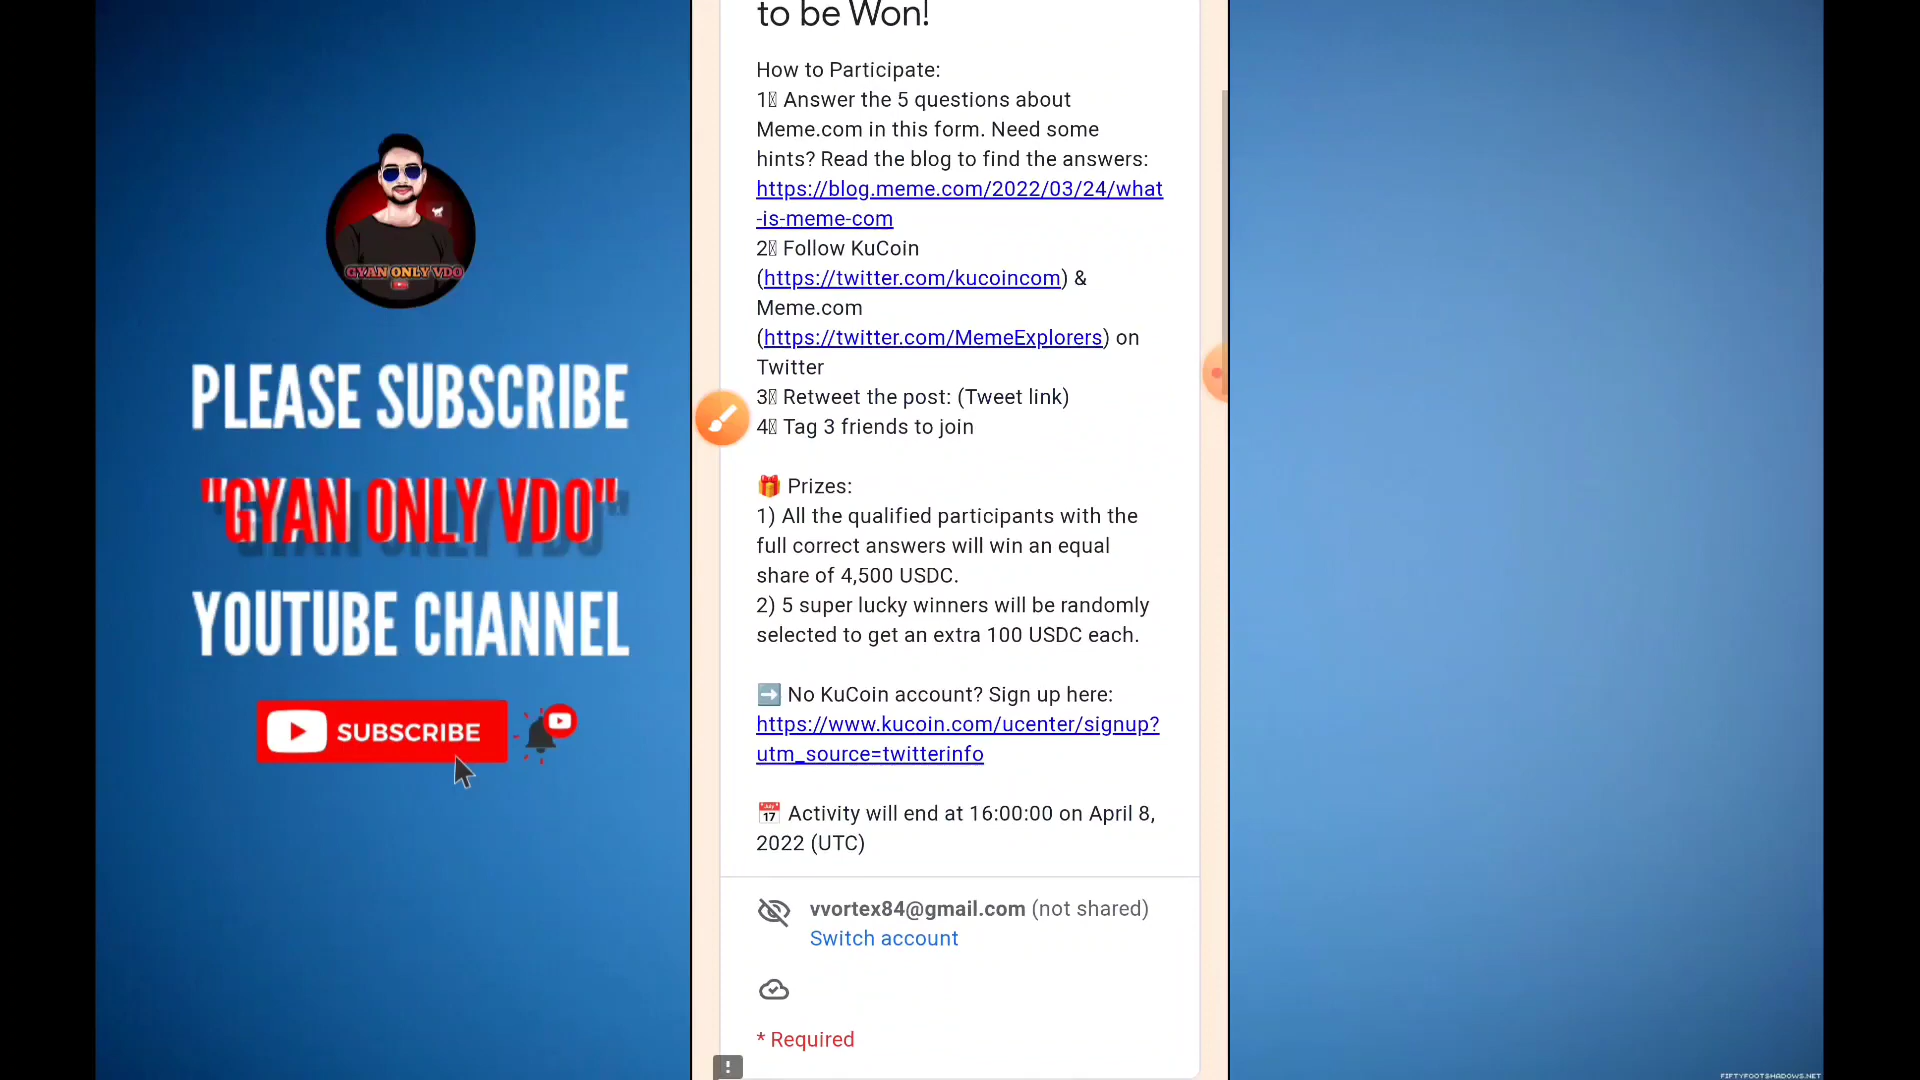 GYAN ONLY VDO
PLEASE SUBSCRIBE
"GYAN ONLY VDO"
YOUTUBE CHANNEL
SUBSCRIBE
to be Won!
How to Participate:
1 Answer the 5 questions about
Meme.com in this form. Need some
hints? Read the blog to find the answers:
https://blog.meme.com/2022/03/24/what
-is-meme-com
2 Follow KuCoin
(https://twitter.com/kucoincom) &
Meme.com
(https://twitter.com/MemeExplorers) on
Twitter
3 Retweet the post: (Tweet link)
4 Tag 3 friends to join
🎁 Prizes:
1) All the qualified participants with the
full correct answers will win an equal
share of 4,500 USDC.
2) 5 super lucky winners will be randomly
selected to get an extra 100 USDC each.
➡️ No KuCoin account? Sign up here:
https://www.kucoin.com/ucenter/signup?
utm_source=twitterinfo
📅 Activity will end at 16:00:00 on April 8,
2022 (UTC)
vvortex84@gmail.com (not shared)
Switch account
* Required
FIFTYFOOTSHADOWS.NET